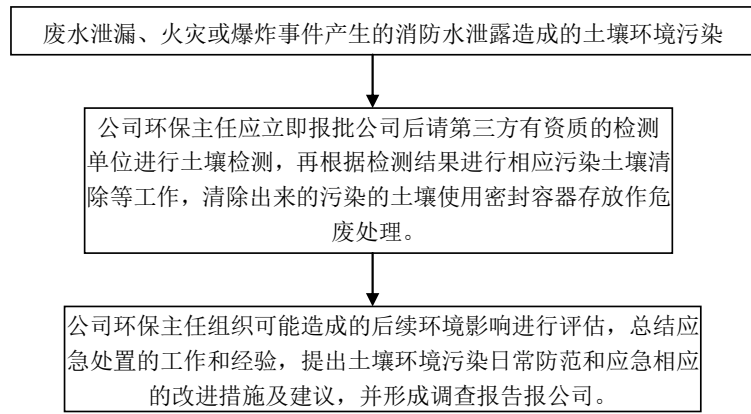 废水泄漏、火灾或爆炸事件产生的消防水泄露造成的土壤环境污染
公司环保主任应立即报批公司后请第三方有资质的检测
单位进行土壤检测，再根据检测结果进行相应污染土壤清
除等工作，清除出来的污染的土壤使用密封容器存放作危
废处理。
公司环保主任组织可能造成的后续环境影响进行评估，总结应
急处置的工作和经验，提出土壤环境污染日常防范和应急相应
的改进措施及建议，并形成调查报告报公司。